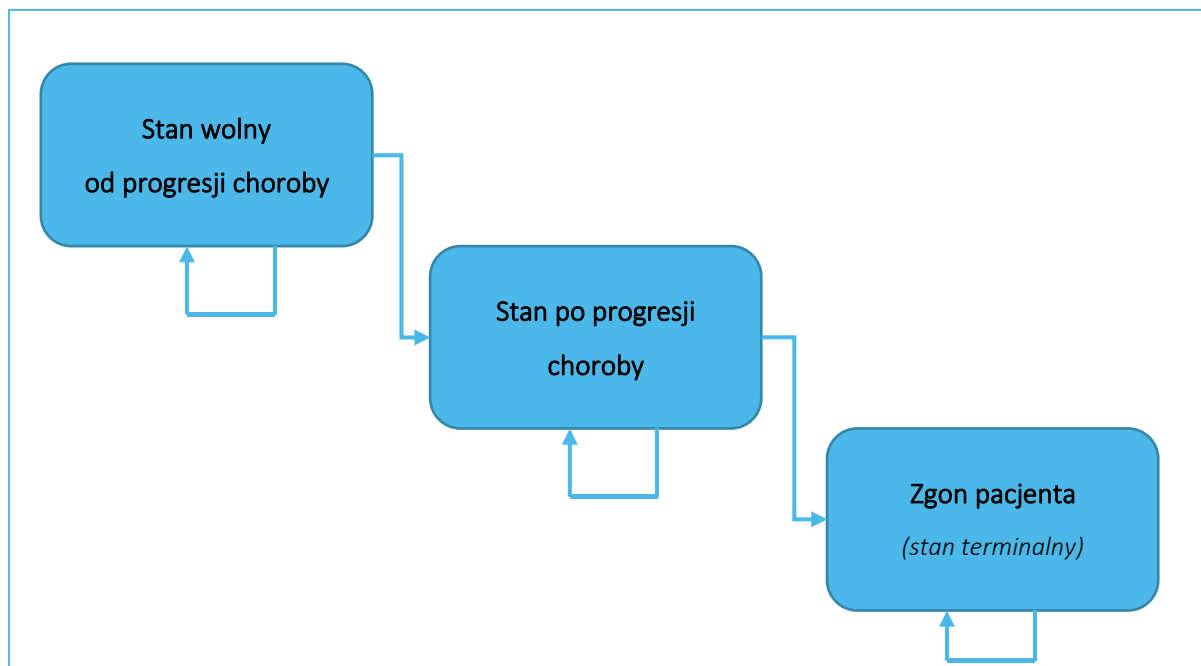 Stan wolny
od progresji choroby
Stan po progresji
choroby
Zgon pacjenta
(stan terminalny)